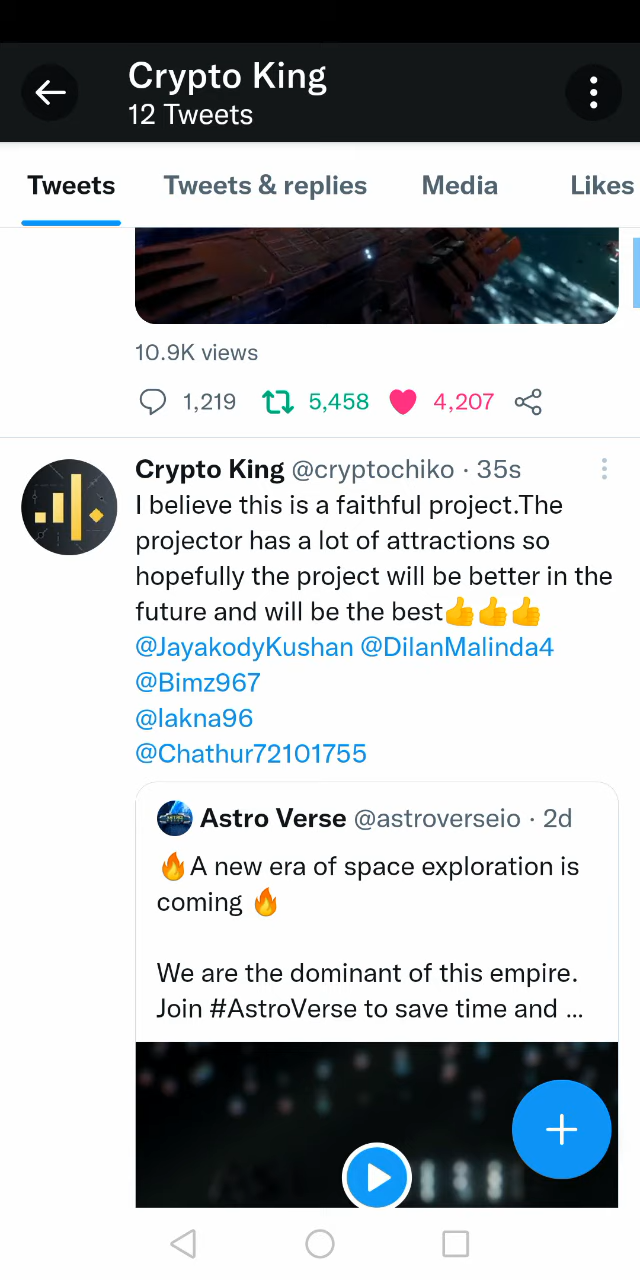 Crypto King
12 Tweets
Tweets Tweets & replies Media Likes
10.9K views
1,219 5,458 4,207
Crypto King @cryptochiko · 35s
I believe this is a faithful project.The
projector has a lot of attractions so
hopefully the project will be better in the
future and will be the best👍👍👍
@JayakodyKushan @DilanMalinda4
@Bimz967
@lakna96
@Chathur72101755
Astro Verse @astroverseio · 2d
🔥A new era of space exploration is
coming 🔥
We are the dominant of this empire.
Join #AstroVerse to save time and ...